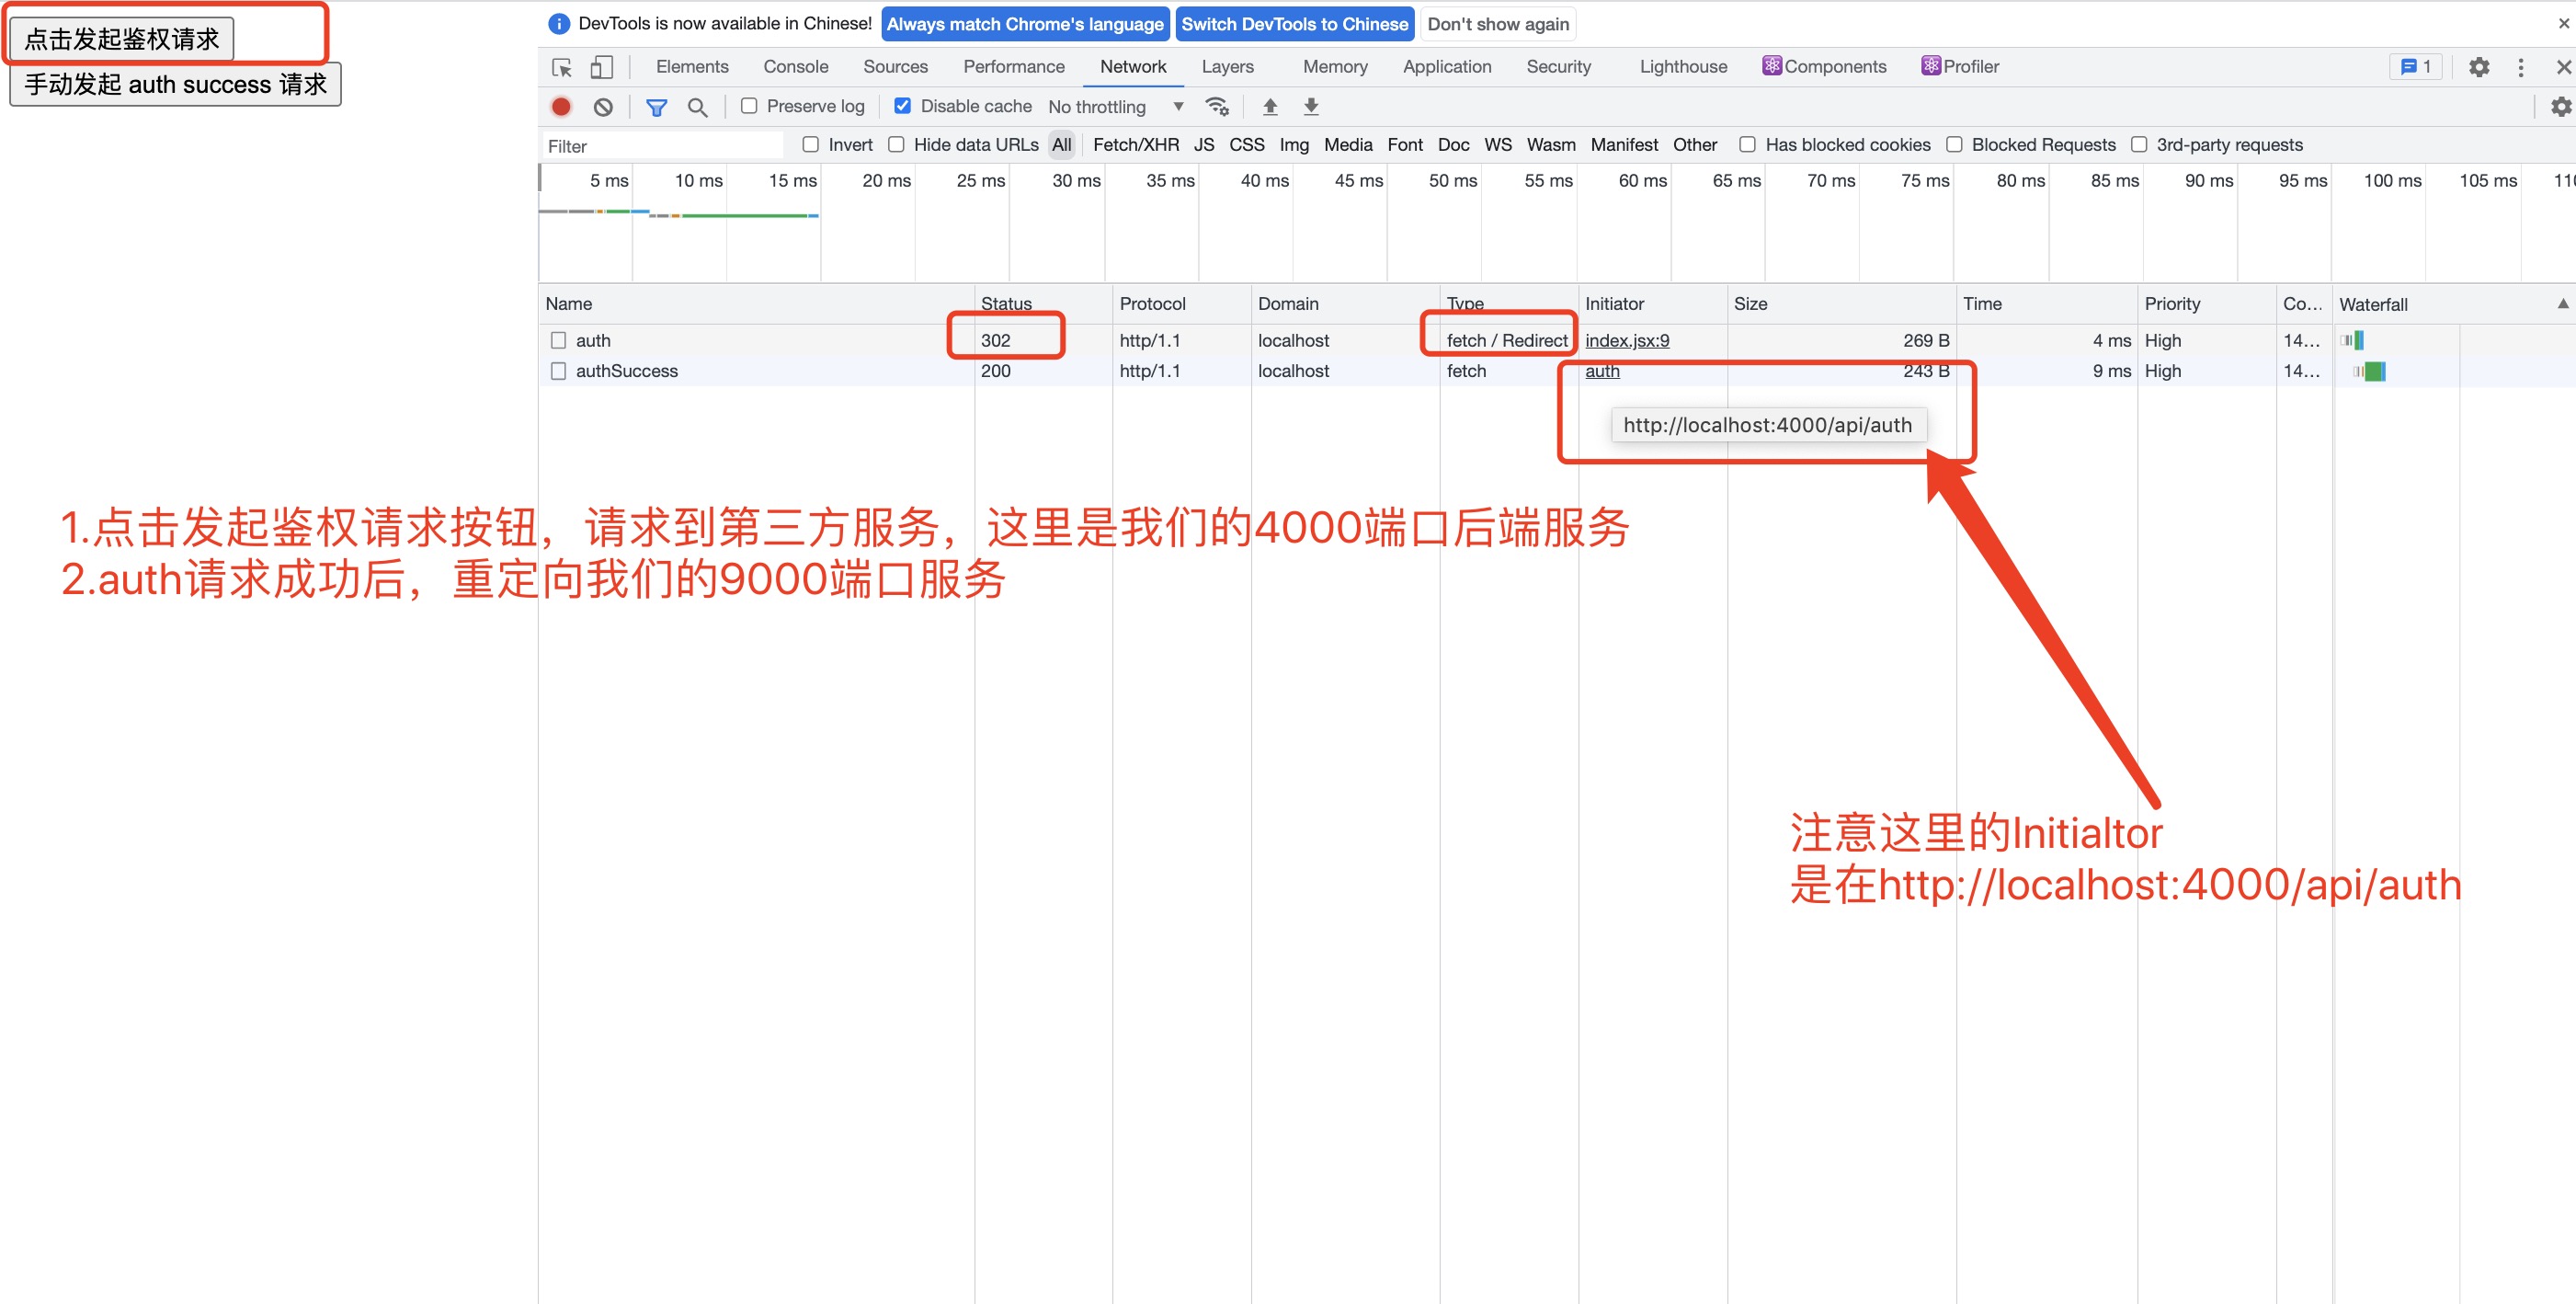 点击发起鉴权请求
手动发起 auth success 请求
DevTools is now available in Chinese! Always match Chrome's language Switch DevTools to Chinese Don't show again
Elements Console Sources Performance Network Layers Memory Application Security Lighthouse Components Profiler 1
Preserve log Disable cache No throttling
Filter Invert Hide data URLs All Fetch/XHR JS CSS Img Media Font Doc WS Wasm Manifest Other Has blocked cookies Blocked Requests 3rd-party requests
5 ms 10 ms 15 ms 20 ms 25 ms 30 ms 35 ms 40 ms 45 ms 50 ms 55 ms 60 ms 65 ms 70 ms 75 ms 80 ms 85 ms 90 ms 95 ms 100 ms 105 ms 110
Name Status Protocol Domain Type Initiator Size Time Priority Co... Waterfall
auth 302 http/1.1 localhost fetch / Redirect index.jsx:9 269 B 4 ms High 14...
authSuccess 200 http/1.1 localhost fetch auth 243 B 9 ms High 14...
http://localhost:4000/api/auth
1.点击发起鉴权请求按钮，请求到第三方服务，这里是我们的4000端口后端服务
2.auth请求成功后，重定向我们的9000端口服务
注意这里的Initialtor
是在http://localhost:4000/api/auth